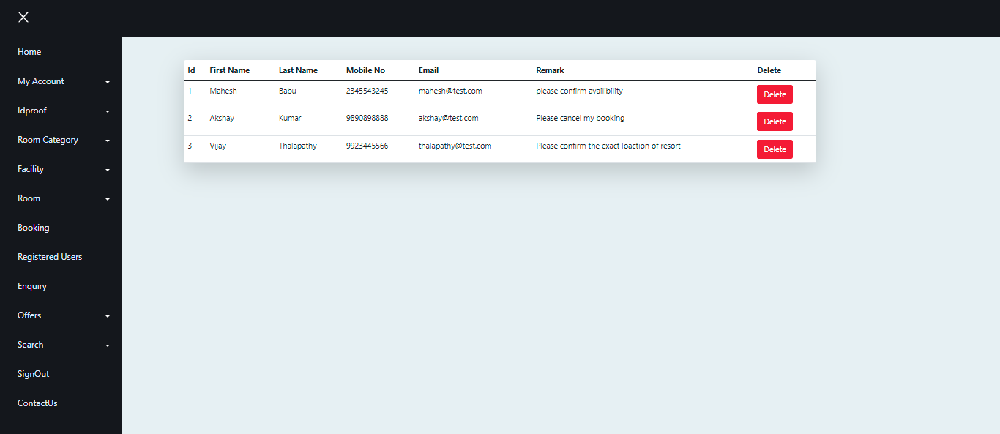 Home
My Account
Idproof
Room Category
Facility
Room
Booking
Registered Users
Enquiry
Offers
Search
SignOut
ContactUs
Id First Name Last Name Mobile No Email Remark Delete
1 Mahesh Babu 2345543245 mahesh@test.com please confirm availibility Delete
2 Akshay Kumar 9890898888 akshay@test.com Please cancel my booking Delete
3 Vijay Thalapathy 9923445566 thalapathy@test.com Please confirm the exact loaction of resort Delete